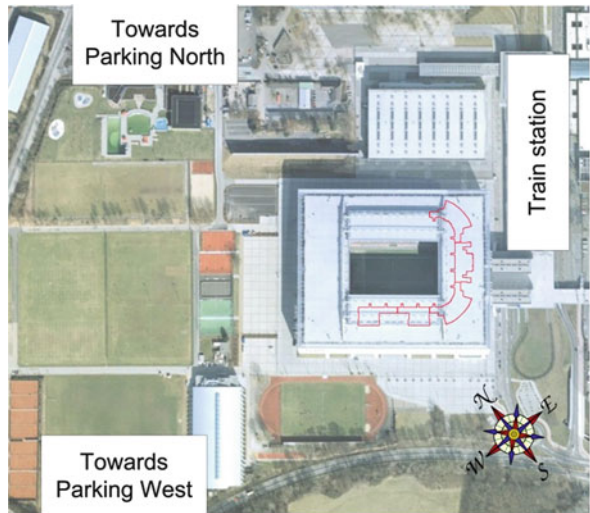 Towards
Parking North
Train station
Towards
Parking West
N
E
W
S